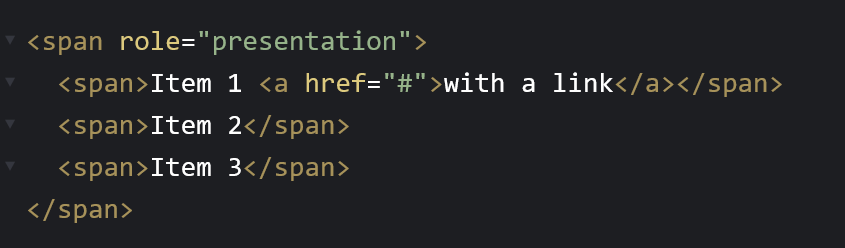 <span role="presentation">
  <span>Item 1 <a href="#">with a link</a></span>
  <span>Item 2</span>
  <span>Item 3</span>
</span>